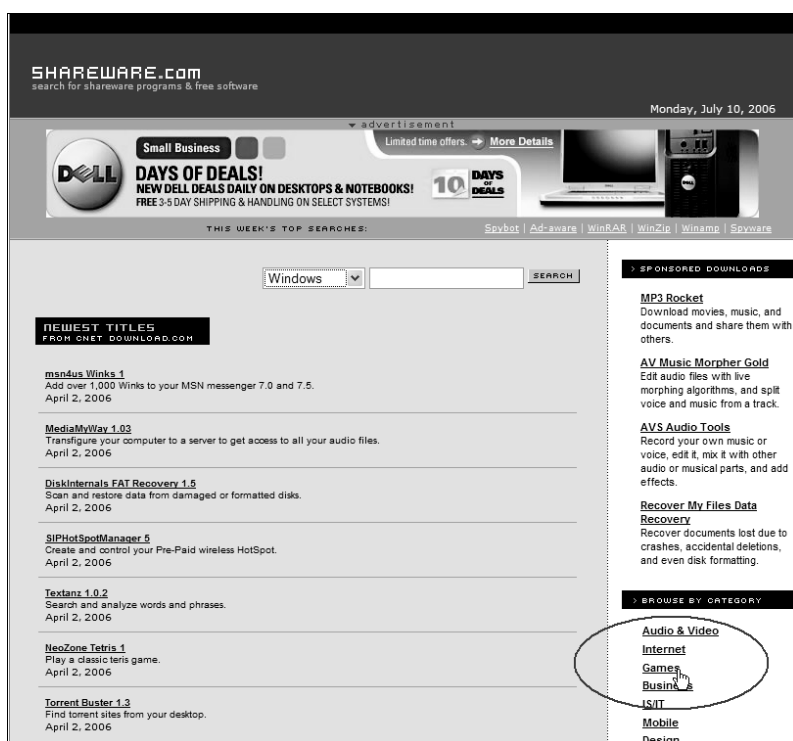 SHAREWARE.com
search for shareware programs & free software
Monday, July 10, 2006
advertisement
Small Business
Limited time offers. More Details
DELL
DAYS OF DEALS!
NEW DELL DEALS DAILY ON DESKTOPS & NOTEBOOKS!
FREE 3-5 DAY SHIPPING & HANDLING ON SELECT SYSTEMS!
10 DAYS OF DEALS
THIS WEEK'S TOP SEARCHES: Spybot | Ad-aware | WinRAR | WinZip | Winamp | Spyware
Windows
SEARCH
NEWEST TITLES
FROM CNET DOWNLOAD.COM
msn4us Winks 1
Add over 1,000 Winks to your MSN messenger 7.0 and 7.5.
April 2, 2006
MediaMyWay 1.03
Transfigure your computer to a server to get access to all your audio files.
April 2, 2006
DiskInternals FAT Recovery 1.5
Scan and restore data from damaged or formatted disks.
April 2, 2006
SIPHotSpotManager 5
Create and control your Pre-Paid wireless HotSpot.
April 2, 2006
Textanz 1.0.2
Search and analyze words and phrases.
April 2, 2006
NeoZone Tetris 1
Play a classic teris game.
April 2, 2006
Torrent Buster 1.3
Find torrent sites from your desktop.
April 2, 2006
> SPONSORED DOWNLOADS
MP3 Rocket
Download movies, music, and
documents and share them with
others.
AV Music Morpher Gold
Edit audio files with live
morphing algorithms, and split
voice and music from a track.
AVS Audio Tools
Record your own music or
voice, edit it, mix it with other
audio or musical parts, and add
effects.
Recover My Files Data
Recovery
Recover documents lost due to
crashes, accidental deletions,
and even disk formatting.
> BROWSE BY CATEGORY
Audio & Video
Internet
Games
Business
IS/IT
Mobile
Design